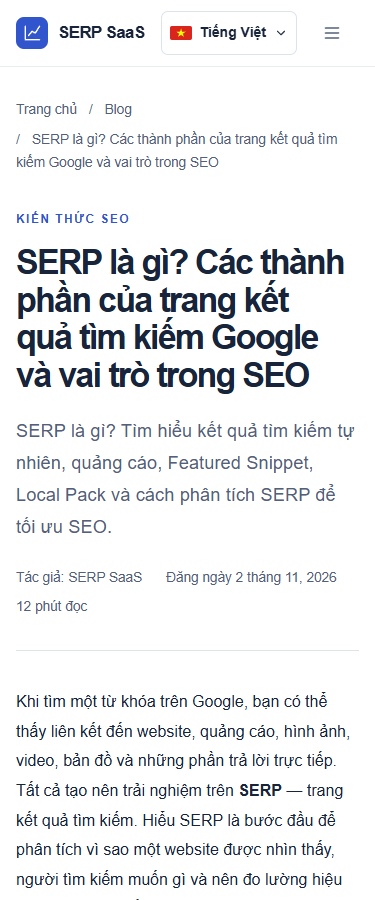 SERP SaaS
Tiếng Việt
Trang chủ / Blog
/ SERP là gì? Các thành phần của trang kết quả tìm
kiếm Google và vai trò trong SEO
KIẾN THỨC SEO
SERP là gì? Các thành
phần của trang kết
quả tìm kiếm Google
và vai trò trong SEO
SERP là gì? Tìm hiểu kết quả tìm kiếm tự
nhiên, quảng cáo, Featured Snippet,
Local Pack và cách phân tích SERP để
tối ưu SEO.
Tác giả: SERP SaaS Đăng ngày 2 tháng 11, 2026
12 phút đọc
Khi tìm một từ khóa trên Google, bạn có thể
thấy liên kết đến website, quảng cáo, hình ảnh,
video, bản đồ và những phần trả lời trực tiếp.
Tất cả tạo nên trải nghiệm trên SERP — trang
kết quả tìm kiếm. Hiểu SERP là bước đầu để
phân tích vì sao một website được nhìn thấy,
người tìm kiếm muốn gì và nên đo lường hiệu